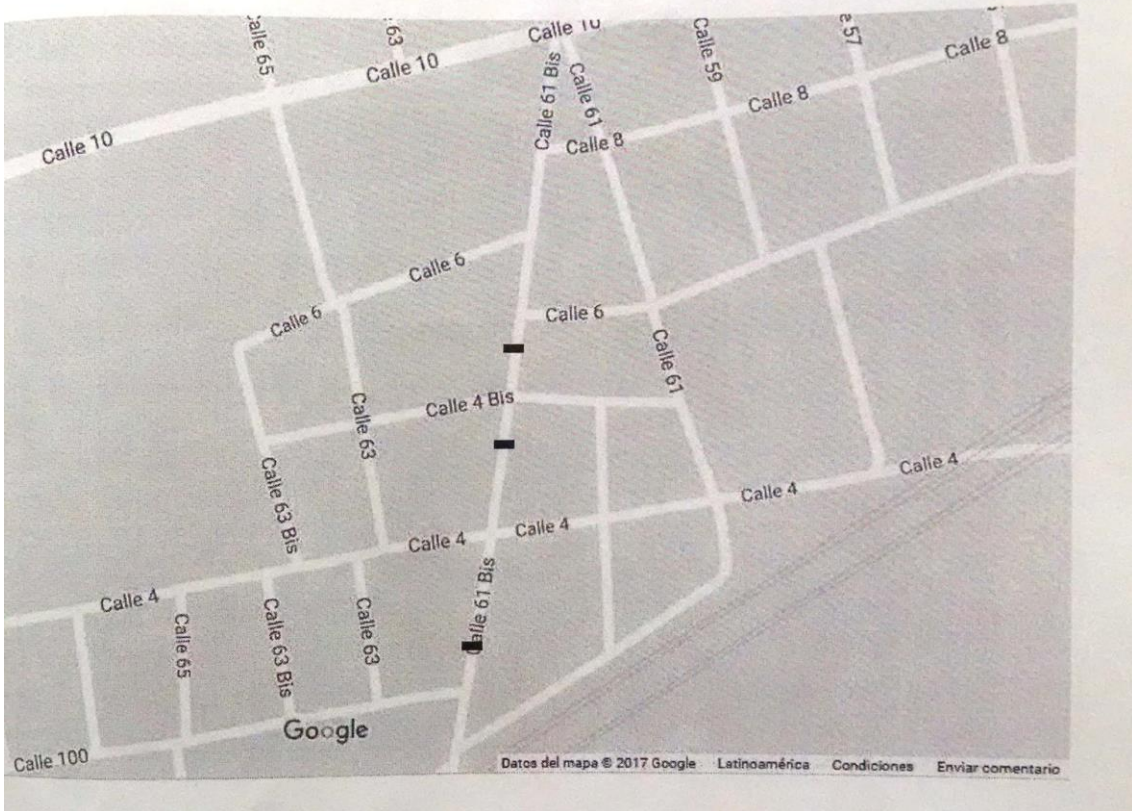 Calle 65
63
Calle 10
Calle 10
Calle 10
Calle 61 Bis
Calle 61
Calle 59
57
Calle 8
Calle 8
Calle 8
Calle 6
Calle 6
Calle 6
Calle 61
Calle 4 Bis
Calle 63
Calle 63 Bis
Calle 4
Calle 4
Calle 4
Calle 4
Calle 4
Calle 61 Bis
Calle 65
Calle 63 Bis
Calle 63
Google
Calle 100
Datos del mapa © 2017 Google Latinoamérica Condiciones Enviar comentario